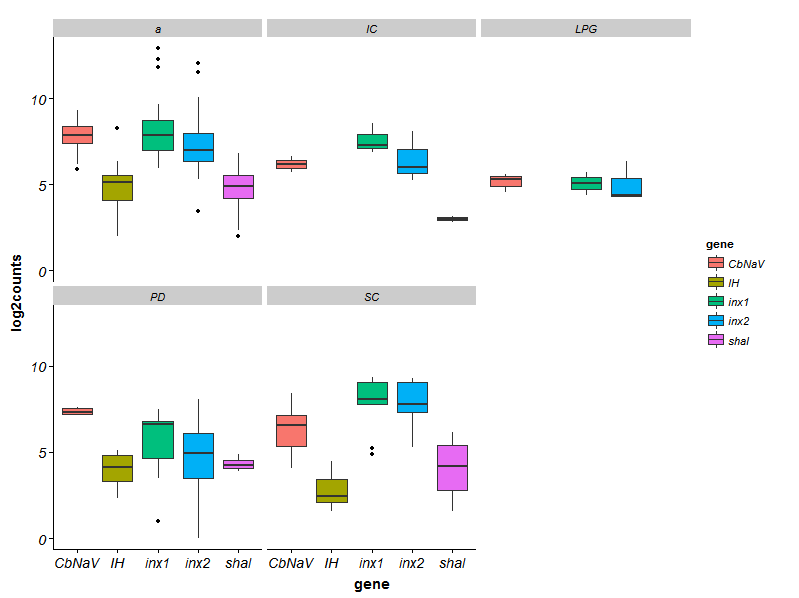 a IC LPG
10
5
0
PD SC
10
5
0
CbNaV IH inx1 inx2 shal CbNaV IH inx1 inx2 shal
gene
log2counts
gene
CbNaV
IH
inx1
inx2
shal